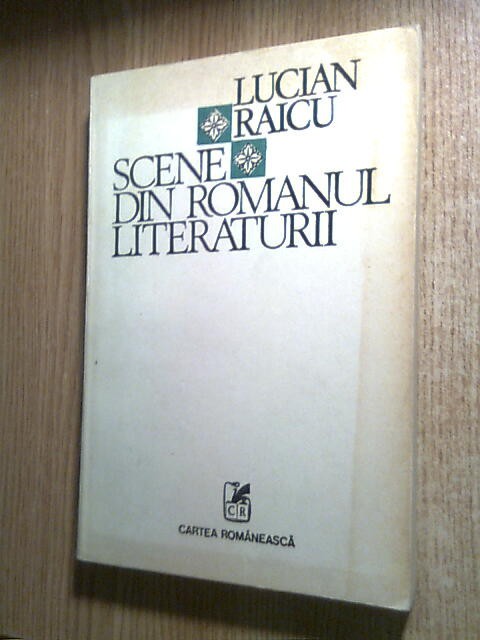 LUCIAN
RAICU
SCENE
DIN ROMANUL
LITERATURII
CR
CARTEA ROMÂNEASCĂ